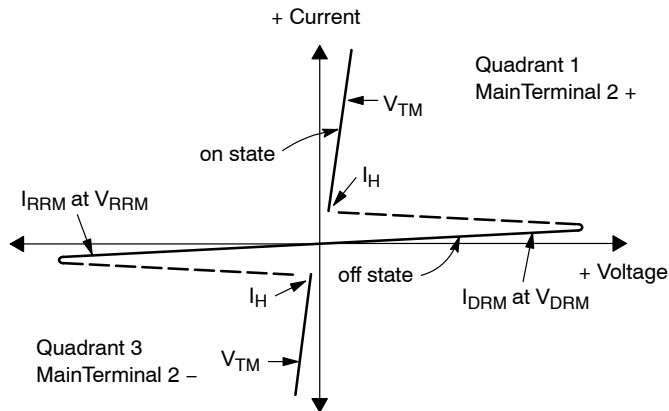 + Current
Quadrant 1
MainTerminal 2 +
VTM
on state
IH
IRRM at VRRM
+ Voltage
off state
IDRM at VDRM
IH
Quadrant 3
MainTerminal 2 −
VTM